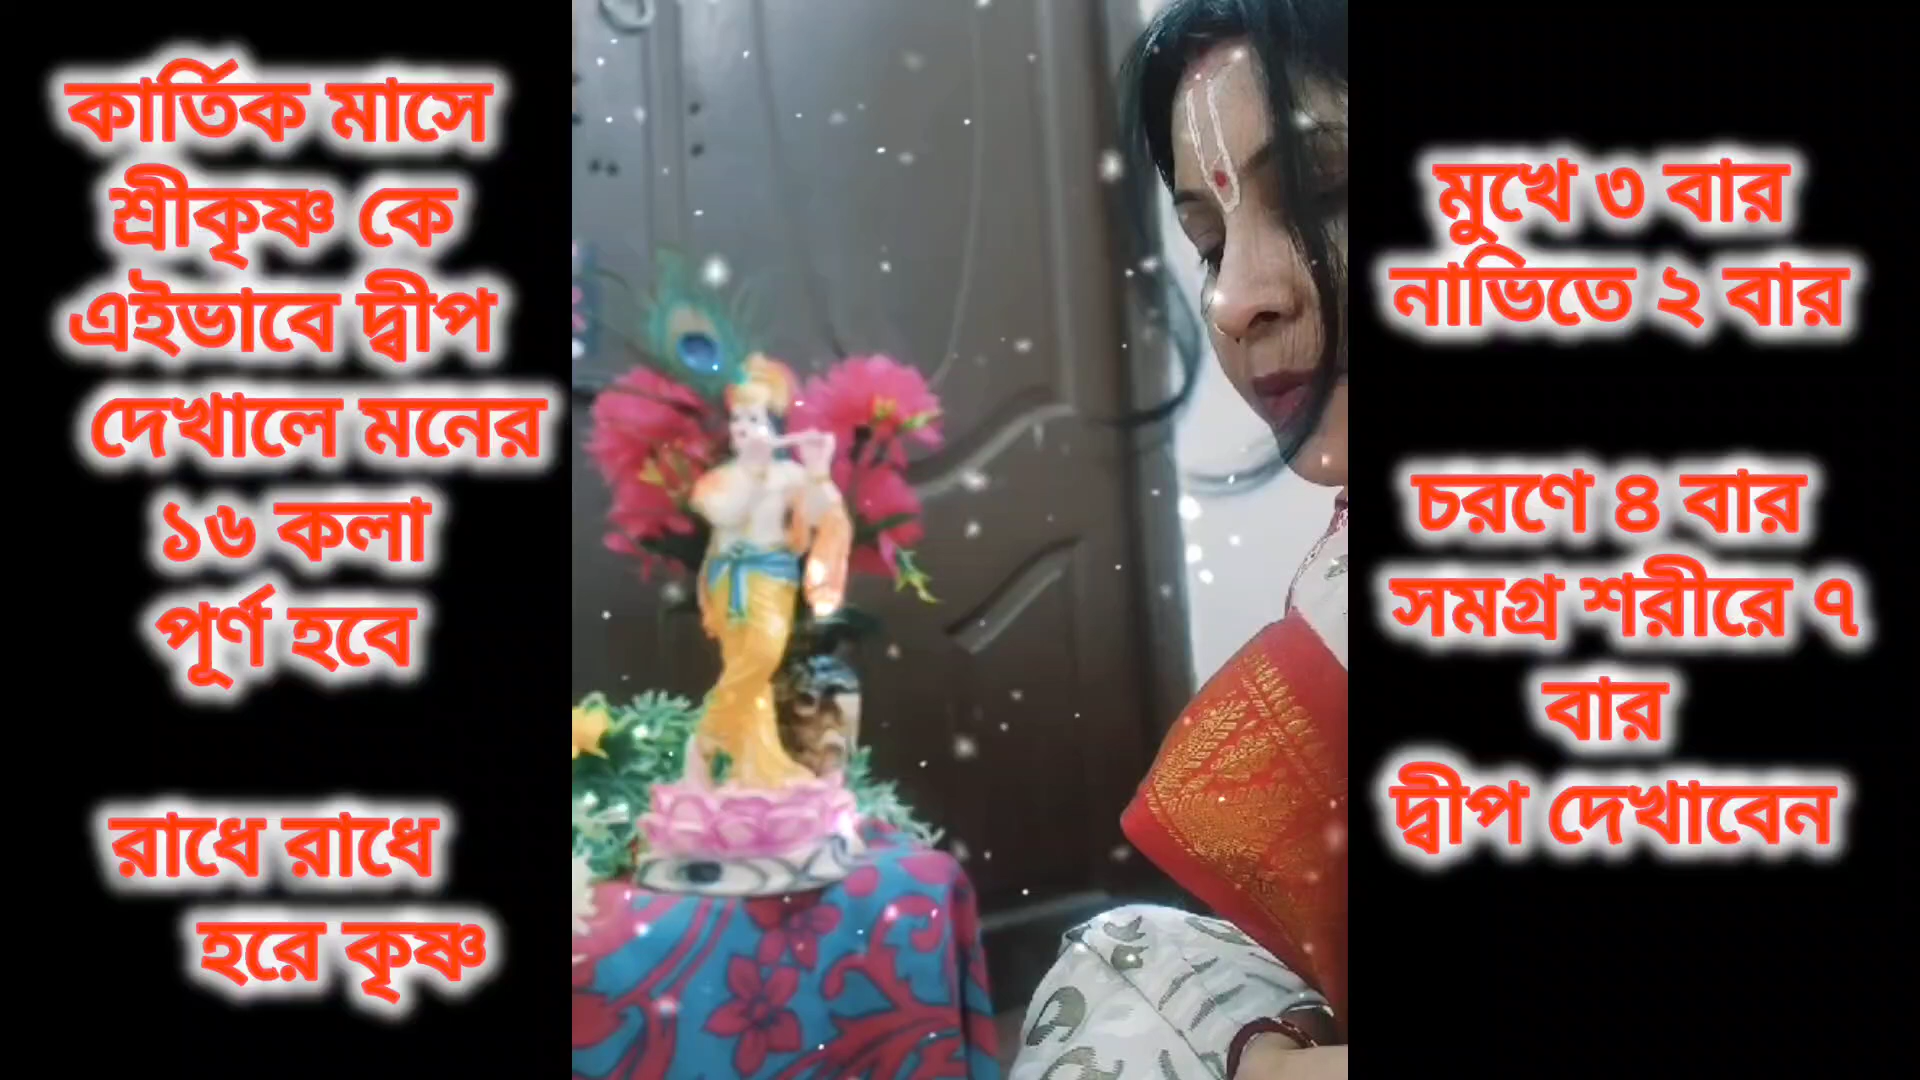 কার্তিক মাসে
শ্রীকৃষ্ণ কে
এইভাবে দ্বীপ
দেখালে মনের
১৬ কলা
পূর্ণ হবে
রাধে রাধে
হরে কৃষ্ণ
মুখে ৩ বার
নাভিতে ২ বার
চরণে ৪ বার
সমগ্র শরীরে ৭
বার
দ্বীপ দেখাবেন